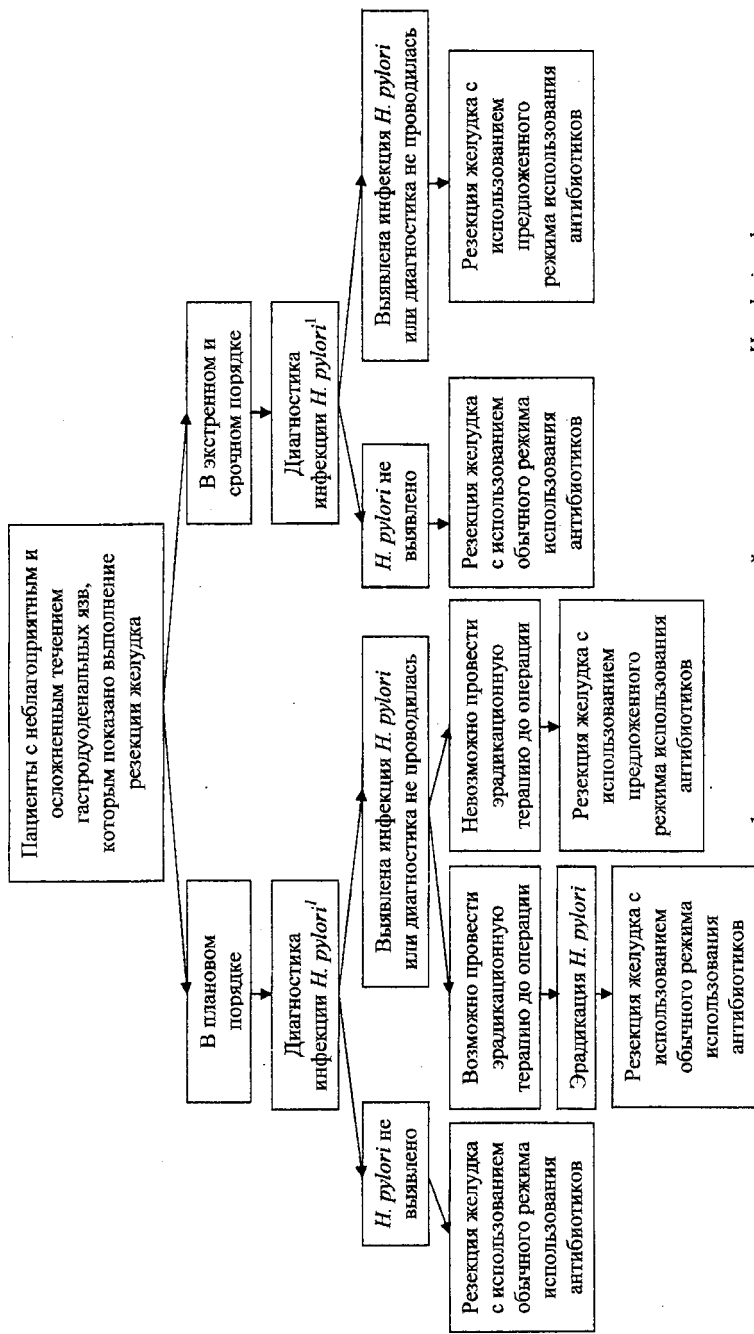 Пациенты с неблагоприятным и
осложненным течением
гастродуоденальных язв,
которым показано выполнение
резекции желудка
В плановом
порядке
В экстренном и
срочном порядке
Диагностика
инфекции H. pylori¹
Диагностика
инфекции H. pylori¹
H. pylori не
выявлено
Выявлена инфекция H. pylori
или диагностика не проводилась
H. pylori не
выявлено
Выявлена инфекция H. pylori
или диагностика не проводилась
Резекция желудка
с использованием
обычного режима
использования
антибиотиков
Возможно провести
эрадикационную
терапию до операции
Невозможно провести
эрадикационную
терапию до операции
Резекция желудка
с использованием
обычного режима
использования
антибиотиков
Резекция желудка с
использованием
предложенного
режима использования
антибиотиков
Эрадикация H. pylori
Резекция желудка с
использованием
обычного режима
использования
антибиотиков
Резекция желудка с
использованием
предложенного
режима использования
антибиотиков